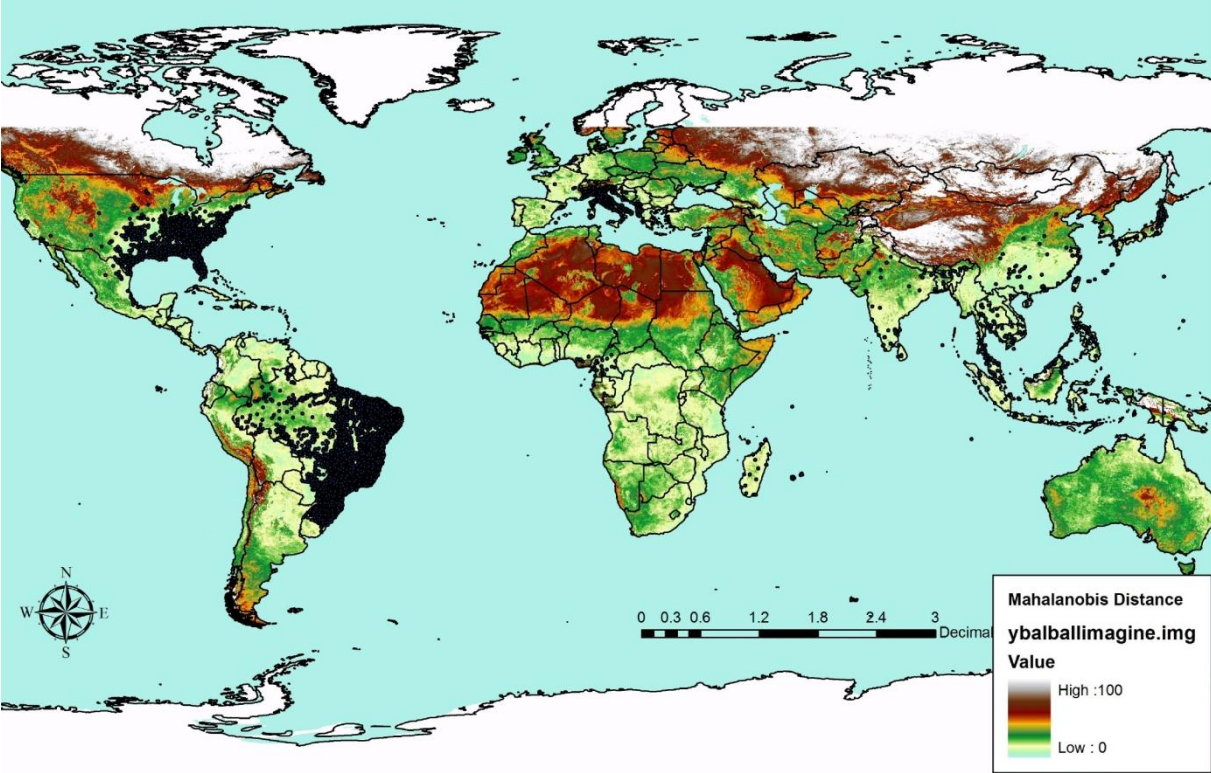 N
W E
S
0 0.3 0.6 1.2 1.8 2.4 3
Decimal
Mahalanobis Distance
ybalballimagine.img
Value
High :100
Low : 0